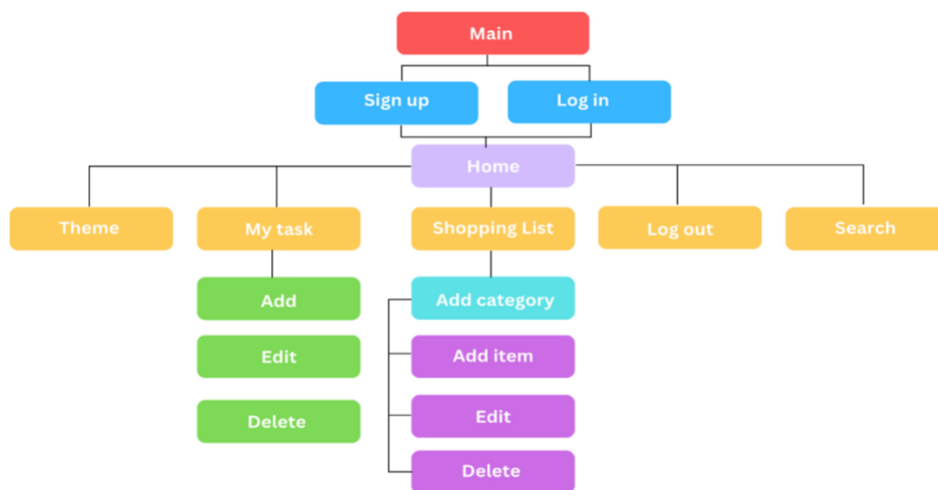 Main
Sign up
Log in
Home
Theme
My task
Shopping List
Log out
Search
Add
Add category
Edit
Add item
Delete
Edit
Delete